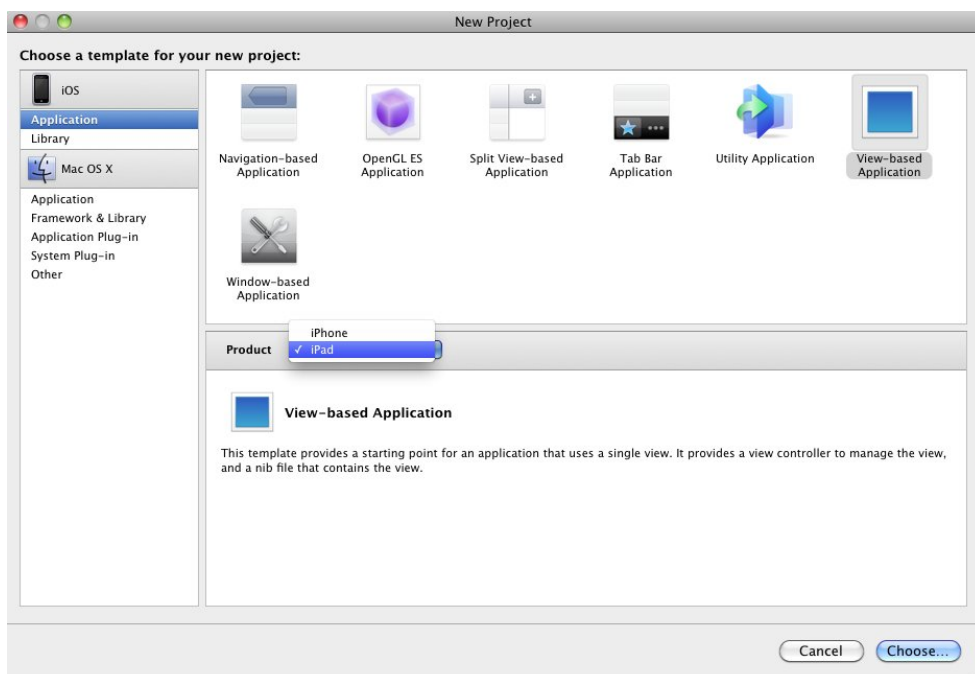 New Project
Choose a template for your new project:
iOS
Application
Library
Mac OS X
Application
Framework & Library
Application Plug-in
System Plug-in
Other
Navigation-based
Application
OpenGL ES
Application
Split View-based
Application
Tab Bar
Application
Utility Application
View-based
Application
Window-based
Application
Product
iPhone
✓ iPad
View-based Application
This template provides a starting point for an application that uses a single view. It provides a view controller to manage the view,
and a nib file that contains the view.
Cancel
Choose...